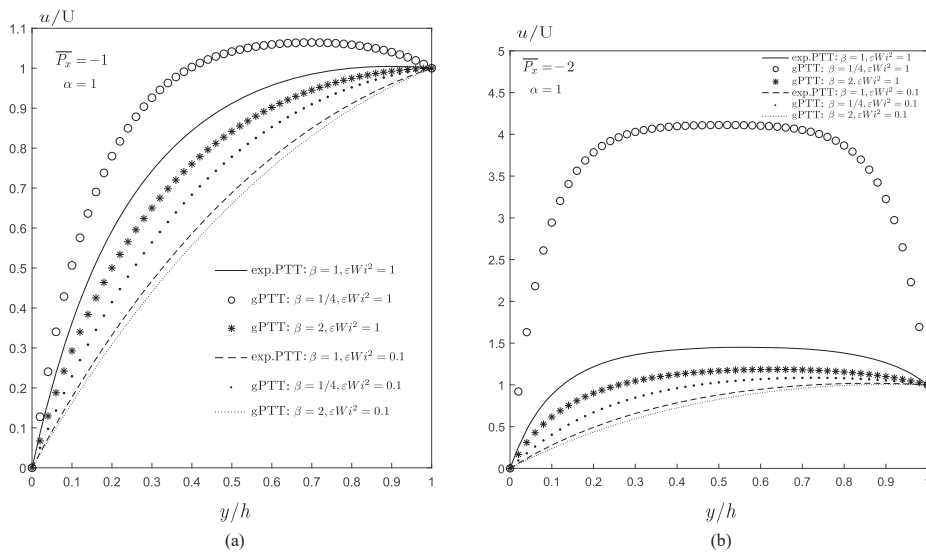 u/U
1.1
1
0.9
0.8
0.7
0.6
0.5
0.4
0.3
0.2
0.1
0
P̅x̅ = −1
α = 1
exp.PTT: β = 1, εWi² = 1
gPTT: β = 1/4, εWi² = 1
gPTT: β = 2, εWi² = 1
exp.PTT: β = 1, εWi² = 0.1
gPTT: β = 1/4, εWi² = 0.1
gPTT: β = 2, εWi² = 0.1
0 0.1 0.2 0.3 0.4 0.5 0.6 0.7 0.8 0.9 1
y/h
(a)
u/U
5
4.5
4
3.5
3
2.5
2
1.5
1
0.5
0
P̅x̅ = −2
α = 1
exp.PTT: β = 1, εWi² = 1
gPTT: β = 1/4, εWi² = 1
gPTT: β = 2, εWi² = 1
exp.PTT: β = 1, εWi² = 0.1
gPTT: β = 1/4, εWi² = 0.1
gPTT: β = 2, εWi² = 0.1
0 0.1 0.2 0.3 0.4 0.5 0.6 0.7 0.8 0.9 1
y/h
(b)